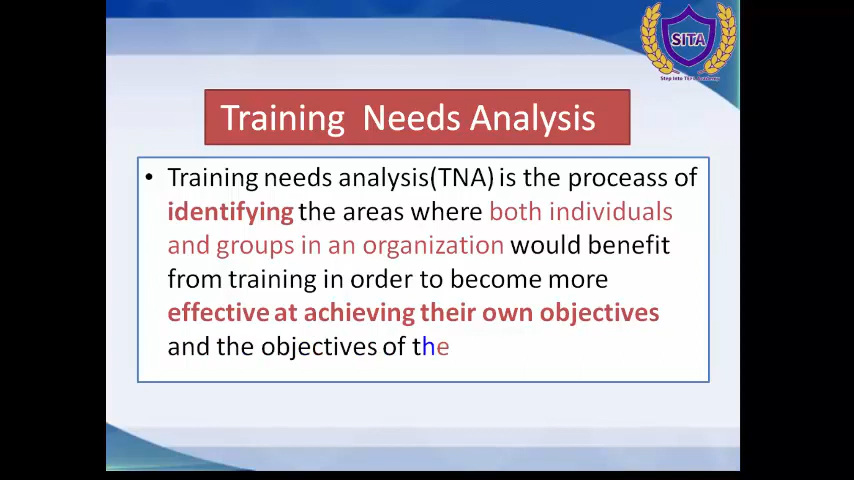 SITA
Training Needs Analysis
• Training needs analysis(TNA) is the proceass of
identifying the areas where both individuals
and groups in an organization would benefit
from training in order to become more
effective at achieving their own objectives
and the objectives of the